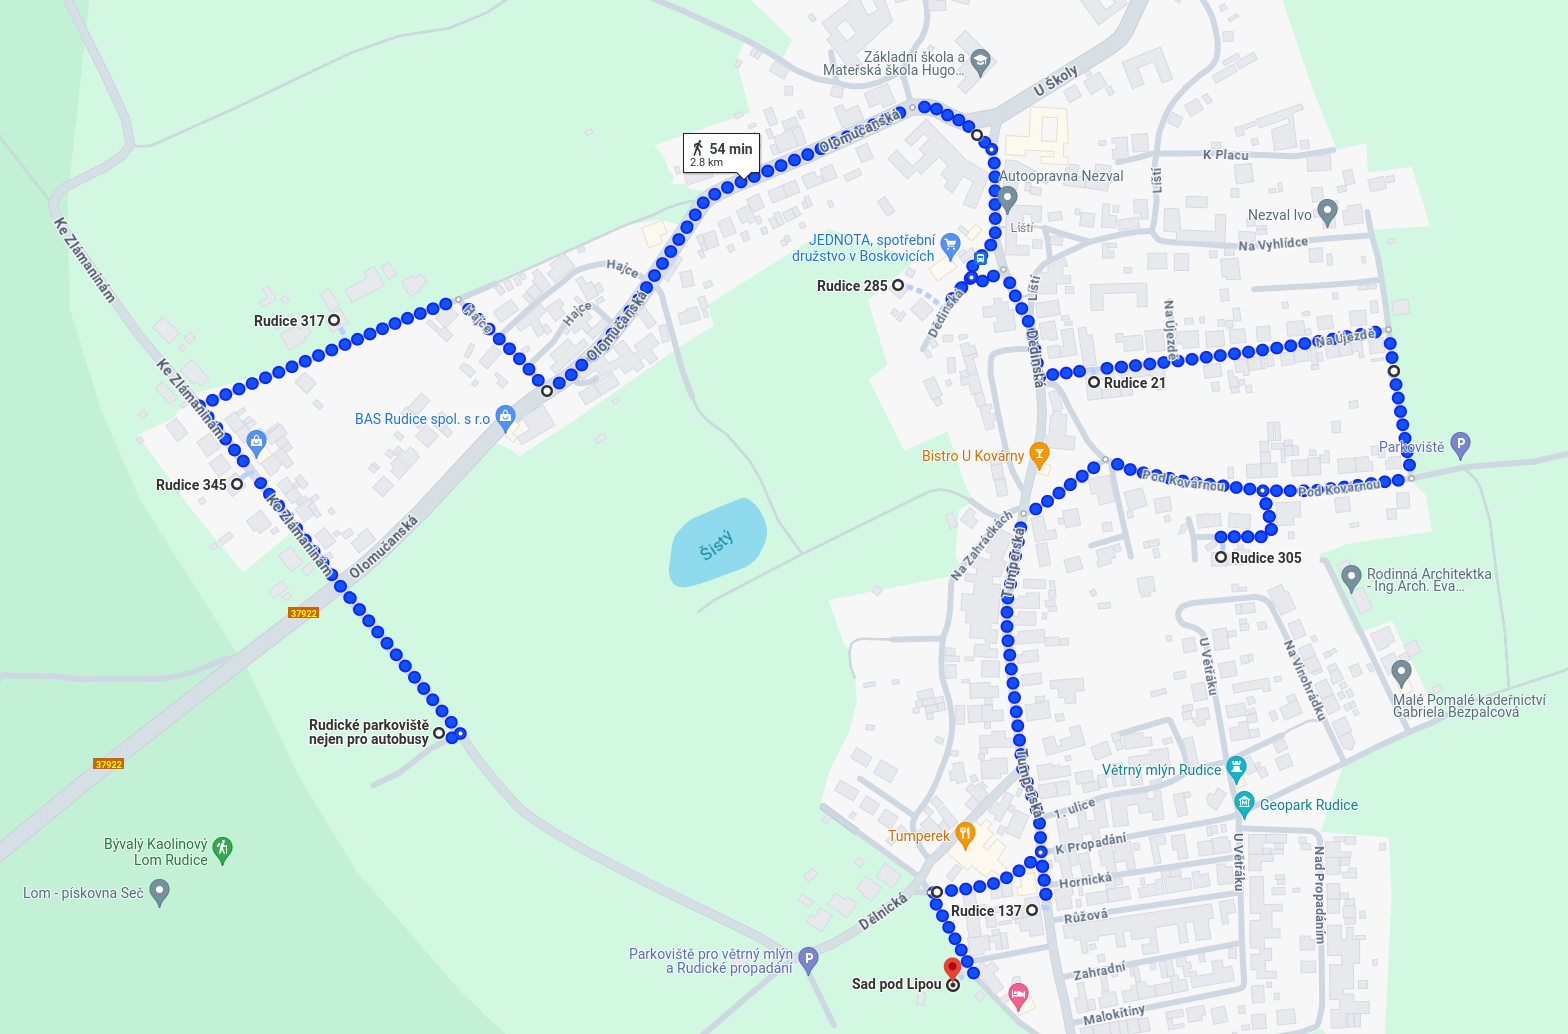 Základní škola a
Mateřská škola Hugo...
U Školy
Olomučanská
54 min
2.8 km
K Placu
Lištί
Autoopravna Nezval
Nezval Ivo
Lištί
Na Vyhlídce
JEDNOTA, spotřební
družstvo v Boskovicích
Ke Zlámaninám
Hajce
Rudice 285
Lištί
Dědinská
Hajce
Hajce
Rudice 317
Olomučanská
Na Újezdě
Na Újezdě
Dědinská
Rudice 21
Ke Zlámaninám
BAS Rudice spol. s r.o
Bistro U Kovárny
Parkoviště
P
Rudice 345
Pod Kovárnou
Pod Kovárnou
Ke Zlámaninám
Olomučanská
Šistý
Na Zahrádkách
Tumperská
Rudice 305
Rodinná Architektka
- Ing.Arch. Eva...
37922
U Větřáku
Na Vinohrádku
Malé Pomalé kadeřnictví
Gabriela Bezpalcová
Rudické parkoviště
nejen pro autobusy
37922
Tumperská
Větrný mlýn Rudice
Geopark Rudice
1. ulice
Tumperek
K Propadání
Bývalý Kaolinový
Lom Rudice
U Větřáku
Nad Propadáním
Lom - pískovna Seč
Hornická
Dělnická
Rudice 137
Růžová
Parkoviště pro větrný mlýn
a Rudické propadání
P
Zahradní
Sad pod Lipou
Malokitiny